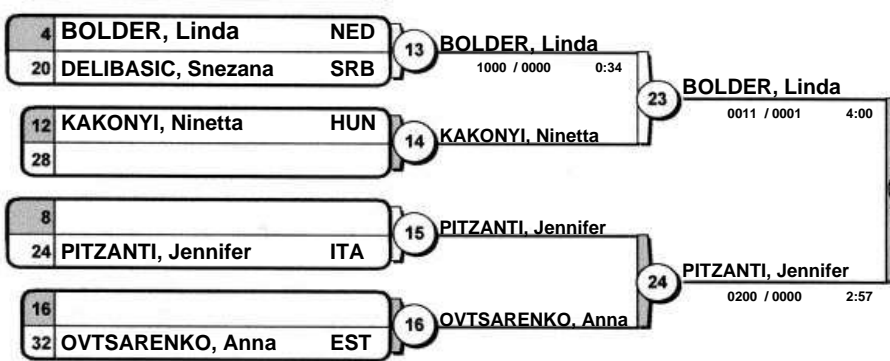 4 BOLDER, Linda NED
20 DELIBASIC, Snezana SRB
13
BOLDER, Linda
1000 / 0000 0:34
12 KAKONYI, Ninetta HUN
28
14
KAKONYI, Ninetta
23
BOLDER, Linda
0011 / 0001 4:00
8
24 PITZANTI, Jennifer ITA
15
PITZANTI, Jennifer
16
32 OVTSARENKO, Anna EST
16
OVTSARENKO, Anna
24
PITZANTI, Jennifer
0200 / 0000 2:57